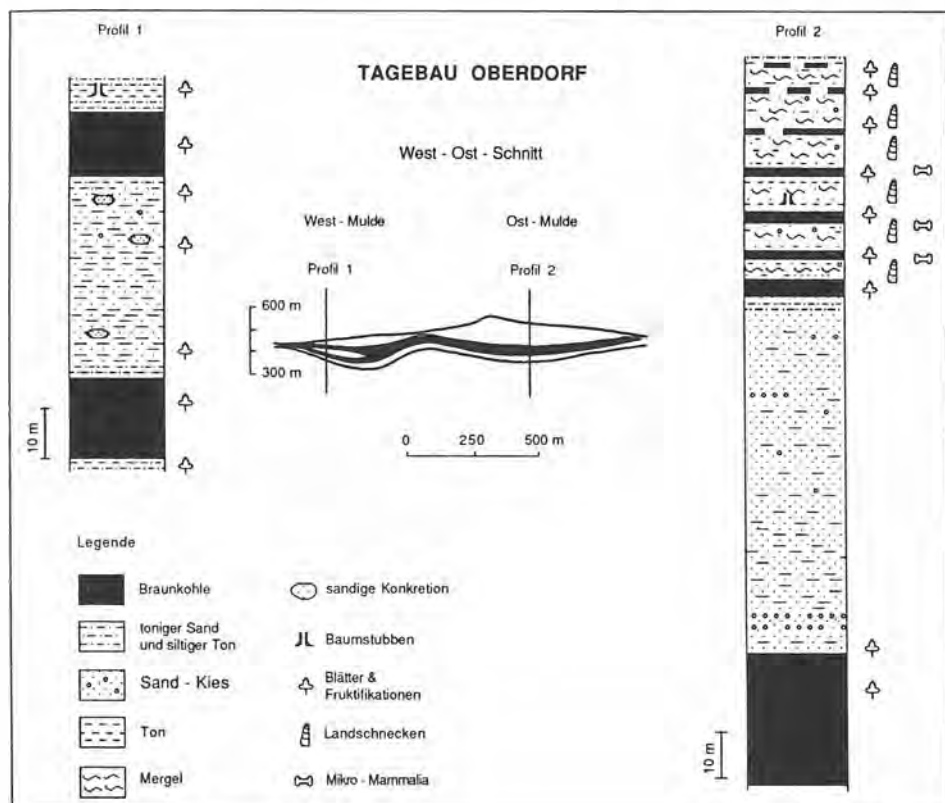 Profil 1
Profil 2
TAGEBAU OBERDORF
West - Ost - Schnitt
West - Mulde
Ost - Mulde
Profil 1
Profil 2
600 m
300 m
0 250 500 m
10 m
10 m
Legende
Braunkohle
toniger Sand
und siltiger Ton
Sand - Kies
Ton
Mergel
sandige Konkretion
Baumstubben
Blätter &
Fruktifikationen
Landschnecken
Mikro - Mammalia